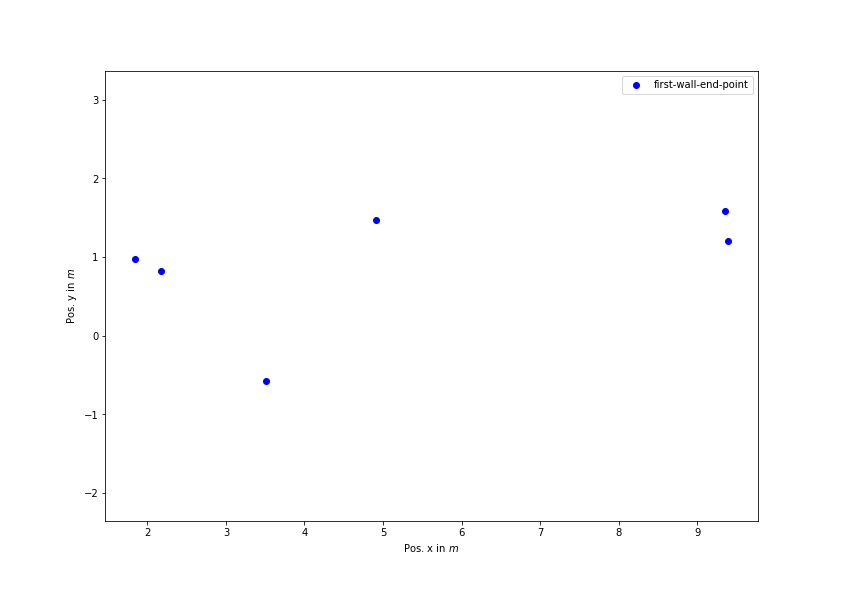 first-wall-end-point
3
2
1
0
−1
−2
Pos. y in m
2 3 4 5 6 7 8 9
Pos. x in m